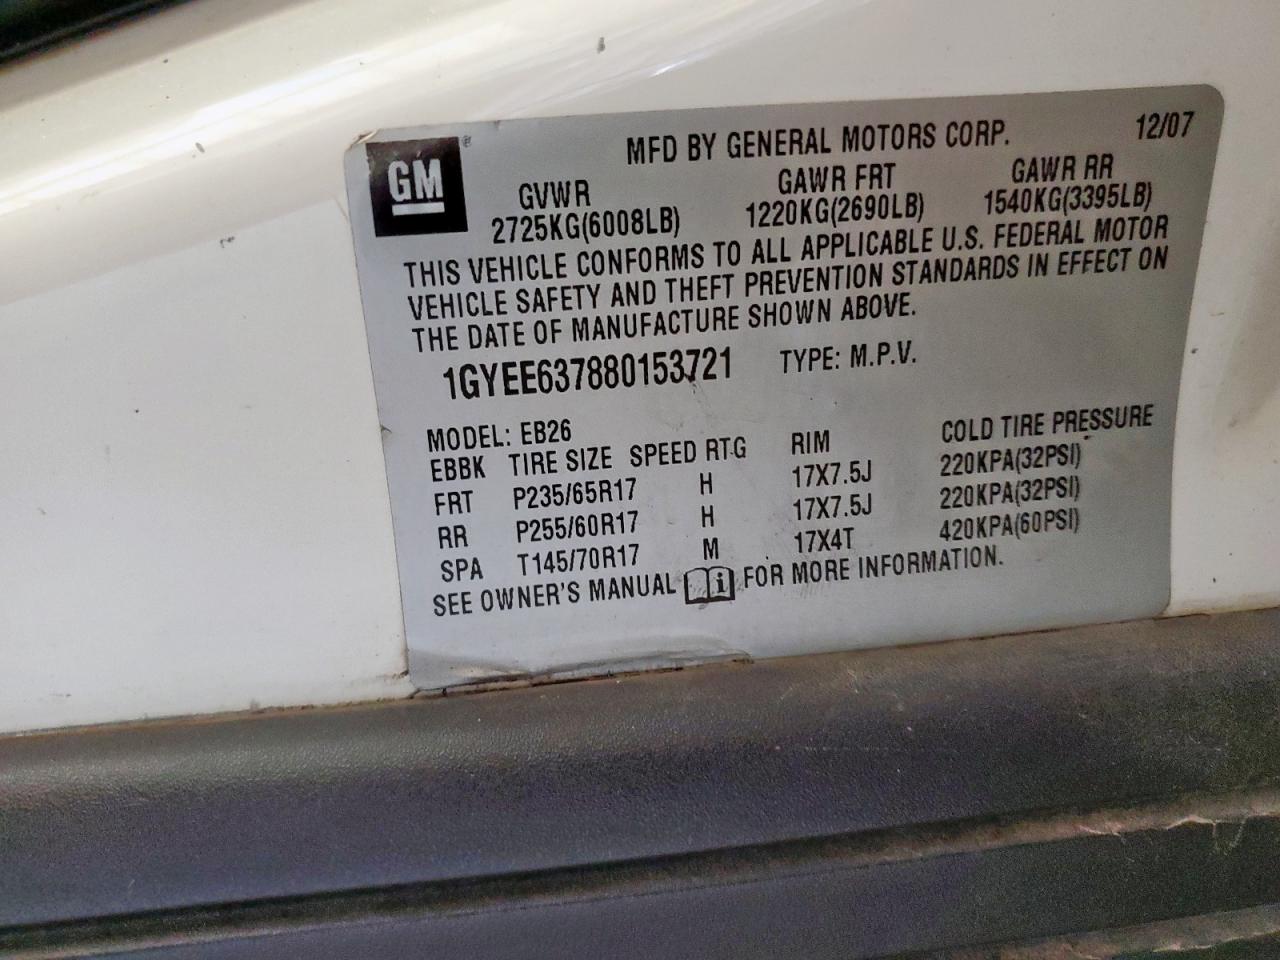 GM ®
MFD BY GENERAL MOTORS CORP. 12/07
GVWR GAWR FRT GAWR RR
2725KG(6008LB) 1220KG(2690LB) 1540KG(3395LB)
THIS VEHICLE CONFORMS TO ALL APPLICABLE U.S. FEDERAL MOTOR
VEHICLE SAFETY AND THEFT PREVENTION STANDARDS IN EFFECT ON
THE DATE OF MANUFACTURE SHOWN ABOVE.
1GYEE637880153721 TYPE: M.P.V.
MODEL: EB26
EBBK TIRE SIZE SPEED RTG RIM COLD TIRE PRESSURE
FRT P235/65R17 H 17X7.5J 220KPA(32PSI)
RR P255/60R17 H 17X7.5J 220KPA(32PSI)
SPA T145/70R17 M 17X4T 420KPA(60PSI)
SEE OWNER'S MANUAL i FOR MORE INFORMATION.